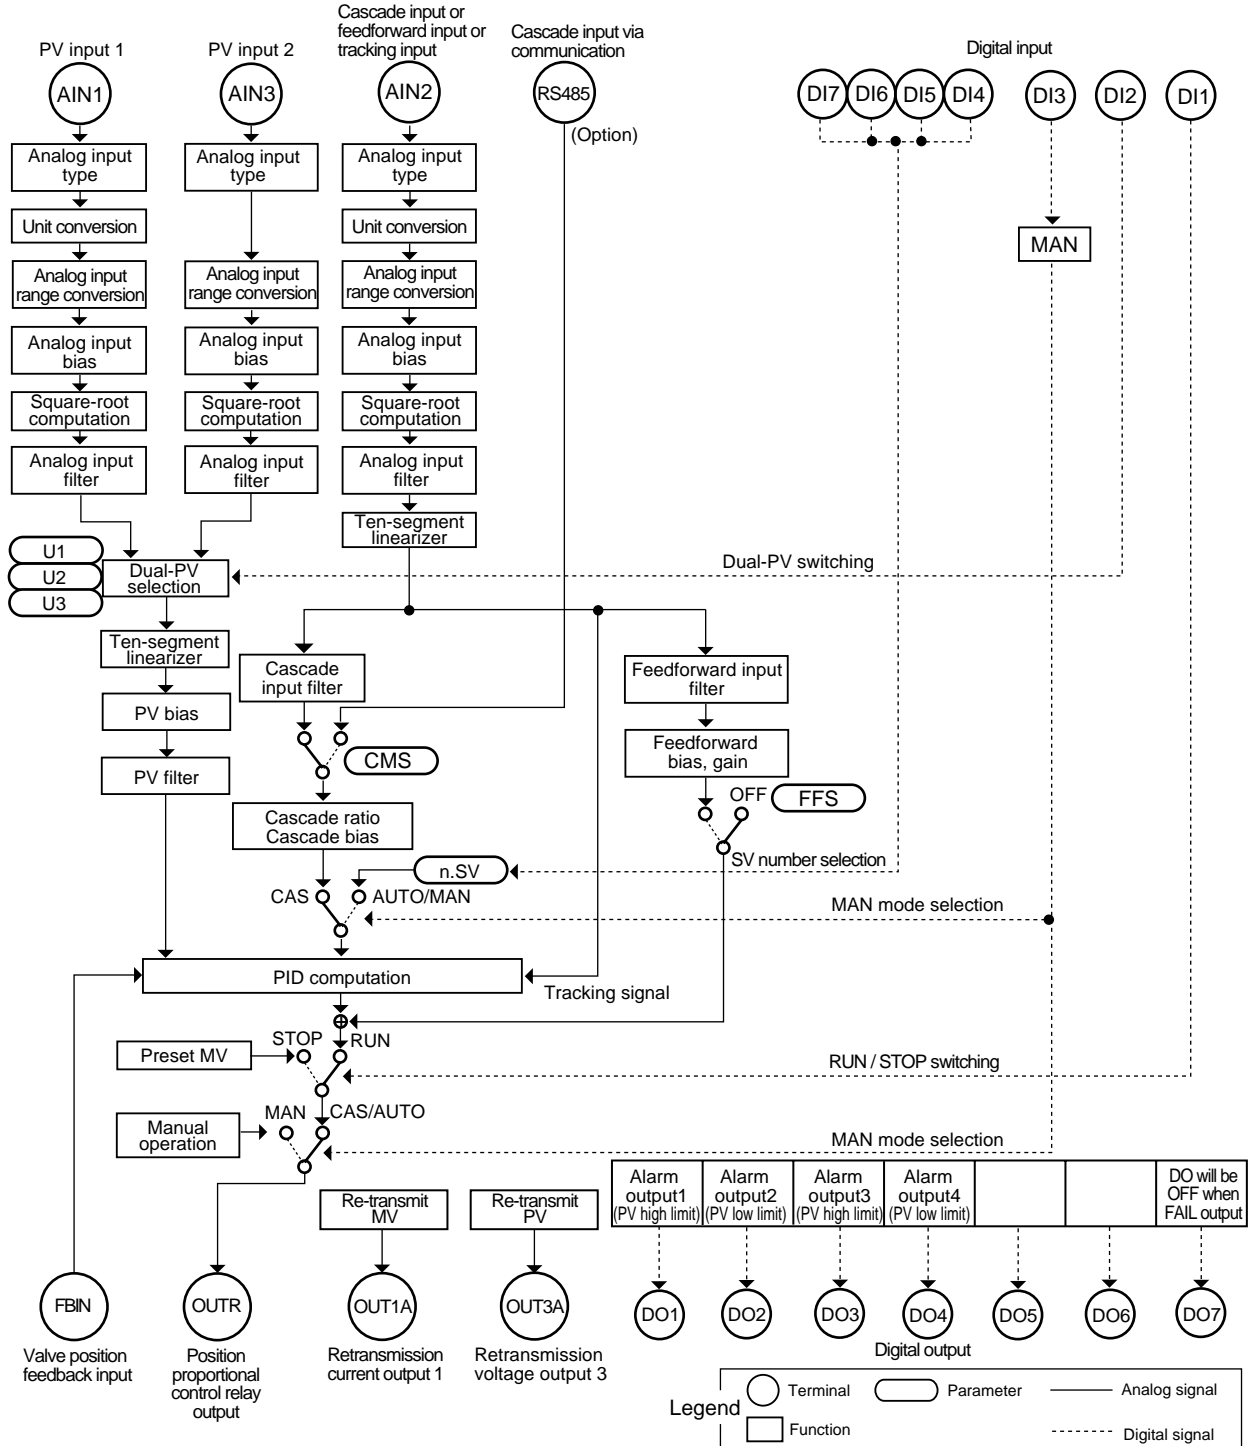 PV input 1
PV input 2
Cascade input or
feedforward input or
tracking input
Cascade input via
communication
Digital input
AIN1
AIN3
AIN2
RS485
(Option)
DI7
DI6
DI5
DI4
DI3
DI2
DI1
Analog input
type
Analog input
type
Analog input
type
Unit conversion
Unit conversion
MAN
Analog input
range conversion
Analog input
range conversion
Analog input
range conversion
Analog input
bias
Analog input
bias
Analog input
bias
Square-root
computation
Square-root
computation
Square-root
computation
Analog input
filter
Analog input
filter
Analog input
filter
Ten-segment
linearizer
U1
U2
U3
Dual-PV
selection
Dual-PV switching
Ten-segment
linearizer
Cascade
input filter
Feedforward input
filter
PV bias
CMS
Feedforward
bias, gain
PV filter
OFF
FFS
Cascade ratio
Cascade bias
SV number selection
n.SV
CAS
AUTO/MAN
MAN mode selection
PID computation
Tracking signal
STOP
RUN
Preset MV
RUN / STOP switching
MAN
CAS/AUTO
Manual
operation
MAN mode selection
Re-transmit
MV
Re-transmit
PV
Alarm
output1
(PV high limit)
Alarm
output2
(PV low limit)
Alarm
output3
(PV high limit)
Alarm
output4
(PV low limit)
DO will be
OFF when
FAIL output
FBIN
OUTR
OUT1A
OUT3A
DO1
DO2
DO3
DO4
DO5
DO6
DO7
Valve position
feedback input
Position
proportional
control relay
output
Retransmission
current output 1
Retransmission
voltage output 3
Digital output
Legend
Terminal
Parameter
Analog signal
Function
Digital signal